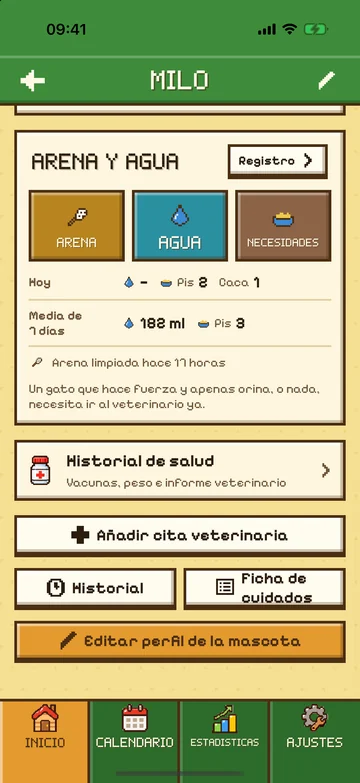 09:41
MILO
ARENA Y AGUA
Registro
ARENA
AGUA
NECESIDADES
Hoy - Pis 2 Caca 1
Media de
7 días
182 ml Pis 3
Arena limpiada hace 17 horas
Un gato que hace fuerza y apenas orina, o nada,
necesita ir al veterinario ya.
Historial de salud
Vacunas, peso e informe veterinario
Añadir cita veterinaria
Historial
Ficha de
cuidados
Editar perfil de la mascota
INICIO
CALENDARIO
ESTADISTICAS
AJUSTES